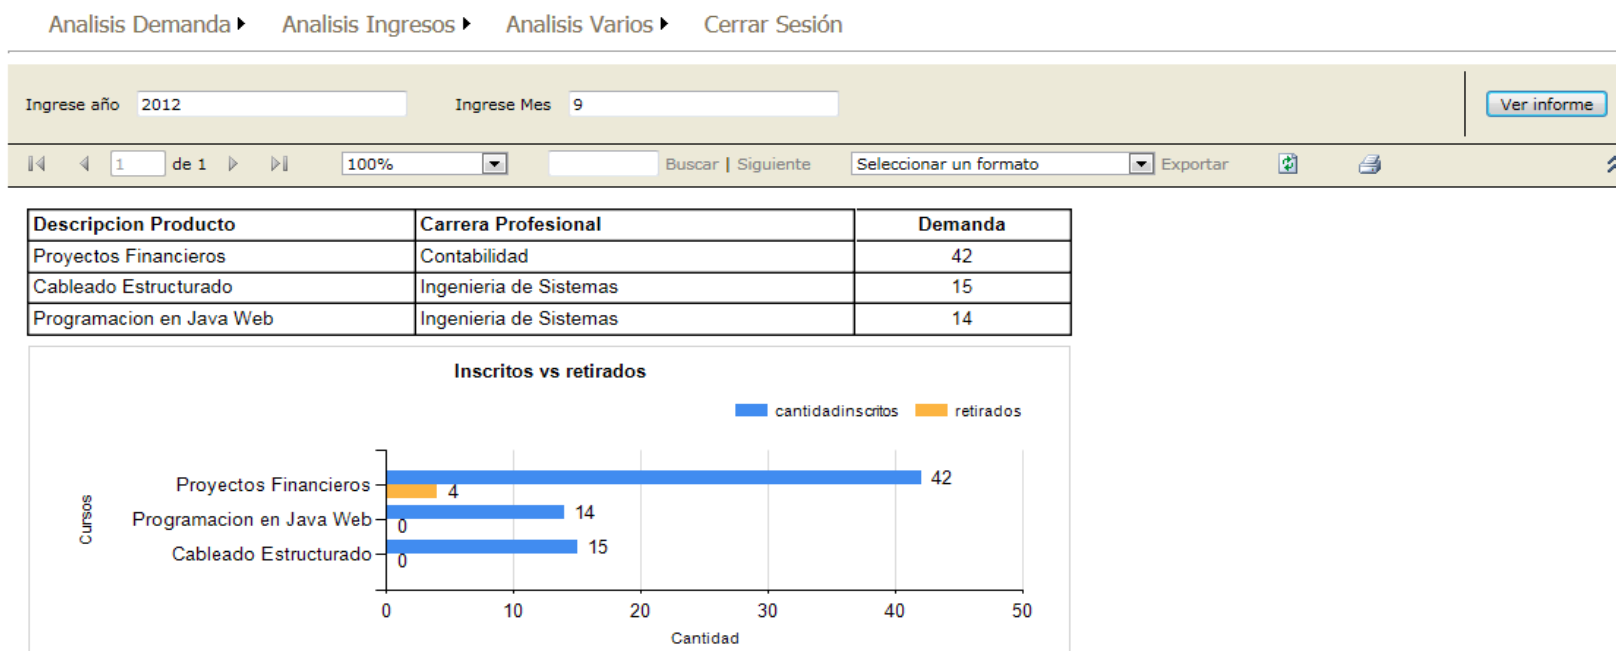 Analisis Demanda Analisis Ingresos Analisis Varios Cerrar Sesión
Ingrese año 2012 Ingrese Mes 9 Ver informe
1 de 1 100% Buscar | Siguiente Seleccionar un formato Exportar
Descripcion Producto Carrera Profesional Demanda
Proyectos Financieros Contabilidad 42
Cableado Estructurado Ingenieria de Sistemas 15
Programacion en Java Web Ingenieria de Sistemas 14
Inscritos vs retirados
cantidadinscritos retirados
Proyectos Financieros 42
4
Programacion en Java Web 14
0
Cableado Estructurado 15
0
Cursos
0 10 20 30 40 50
Cantidad